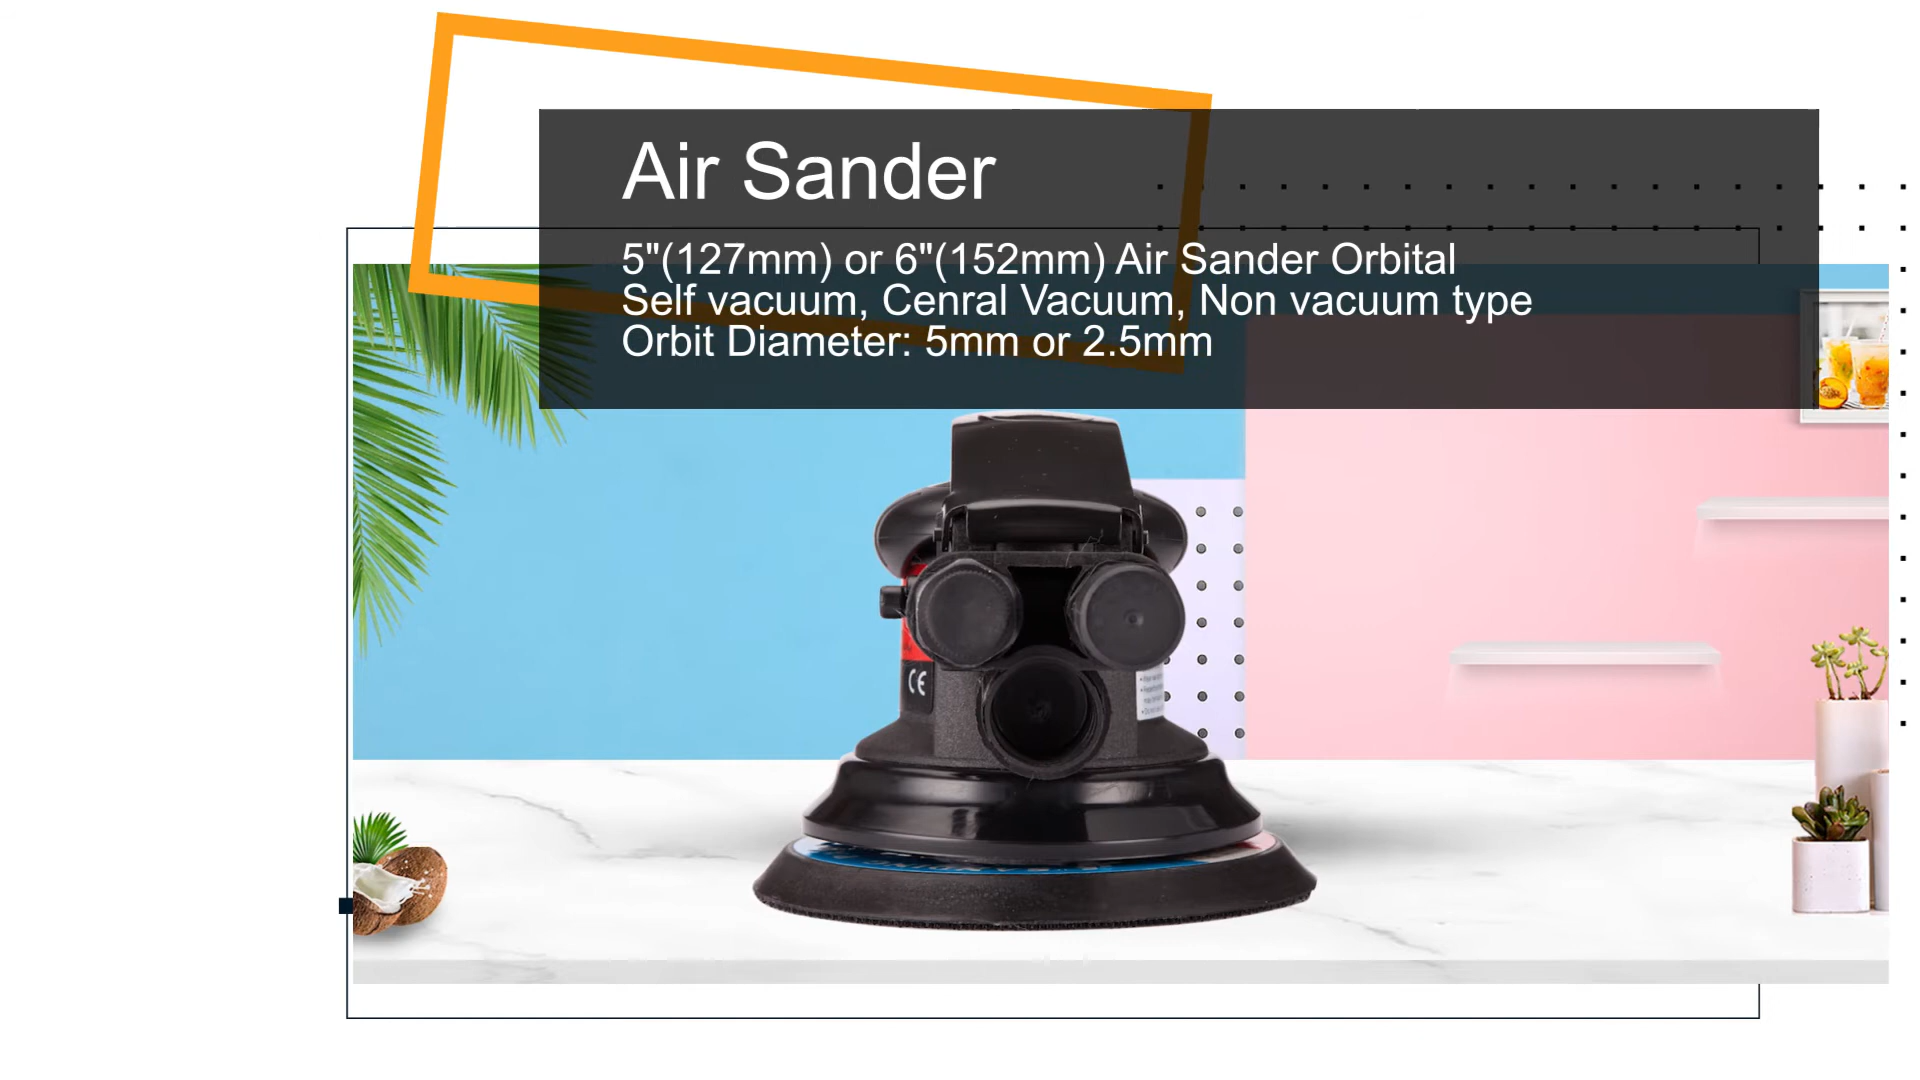 Air Sander
5"(127mm) or 6"(152mm) Air Sander Orbital
Self vacuum, Cenral Vacuum, Non vacuum type
Orbit Diameter: 5mm or 2.5mm
CE